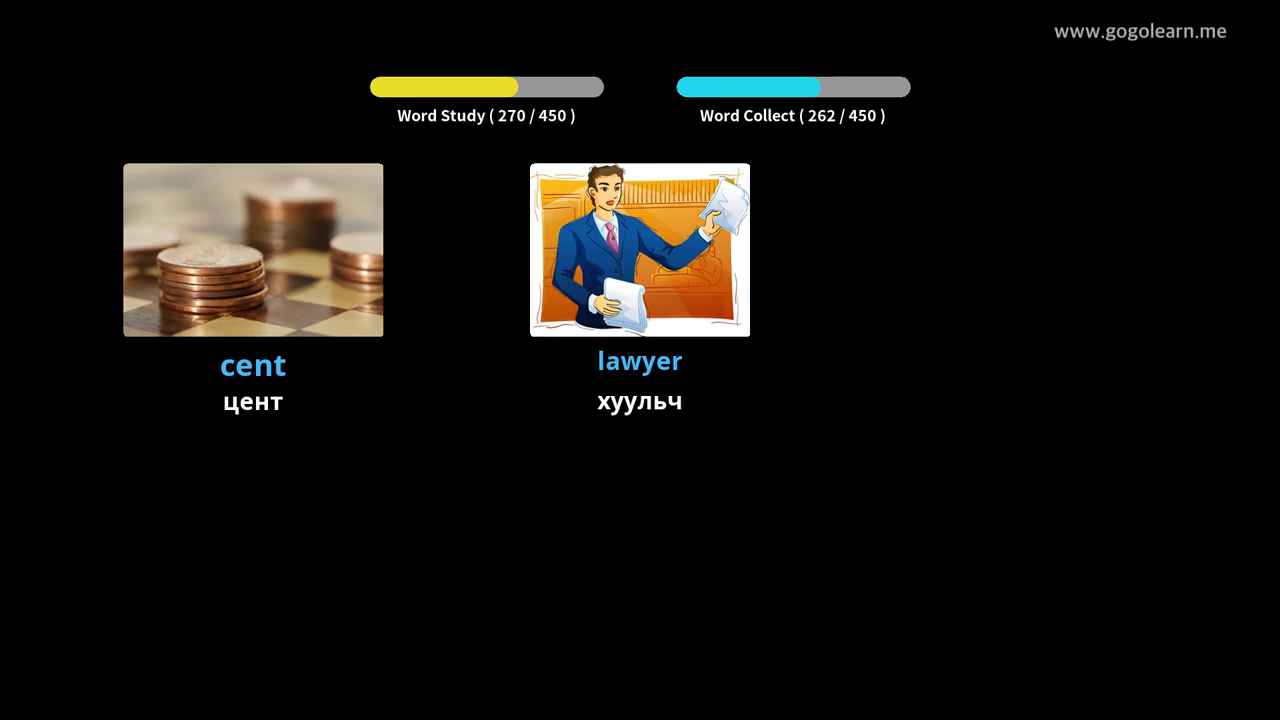 www.gogolearn.me
Word Study ( 270 / 450 )
Word Collect ( 262 / 450 )
cent
цент
lawyer
хуульч